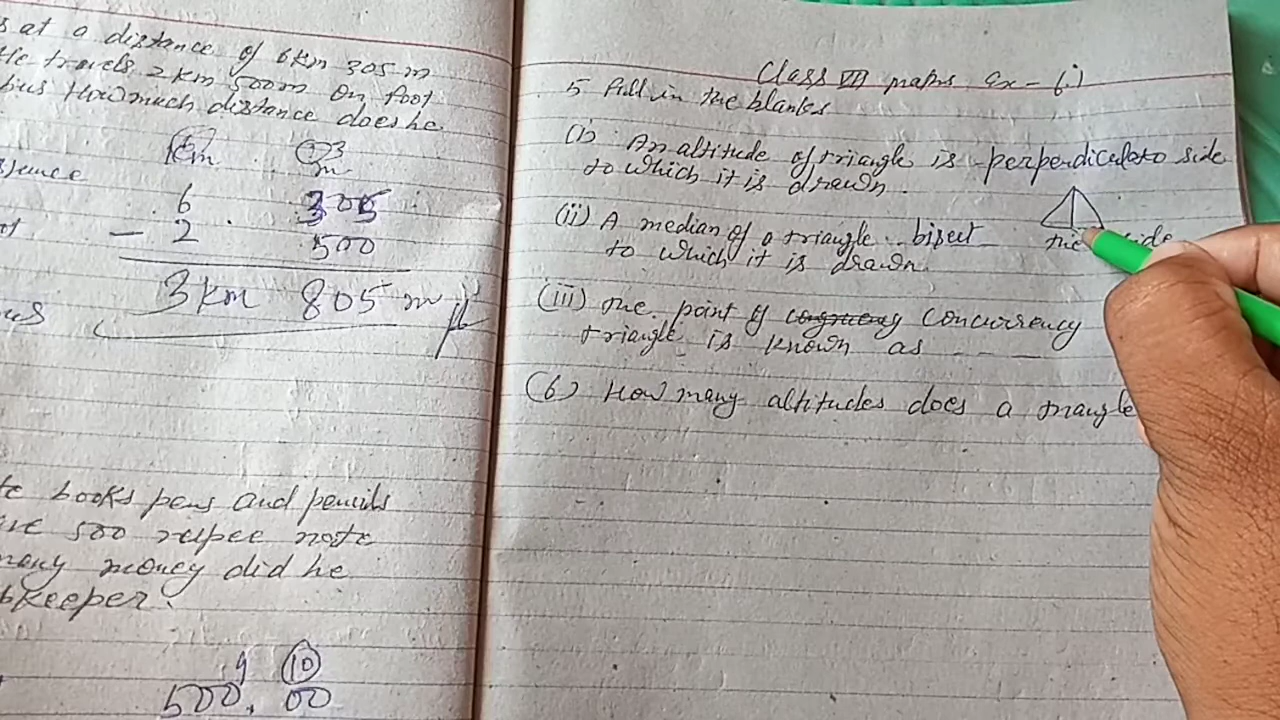 at a distance of 6km 305 m
He travels 2 km 500m on foot
bus How much distance does he
km m
6 305
- 2 500
3 km 805 m
books pens and pencils
500 rupee note
many money did he
keeper.
9 10
500. 00
Class VII maths Ex - 6.)
5 Fill in the blanks
(i) An altitude of triangle is perpendicular to side
to which it is drawn.
(ii) A median of a triangle .. bisect the side
to which it is drawn.
(iii) The point of concurrency
triangle is known as - - -
(6) How many altitudes does a triangle